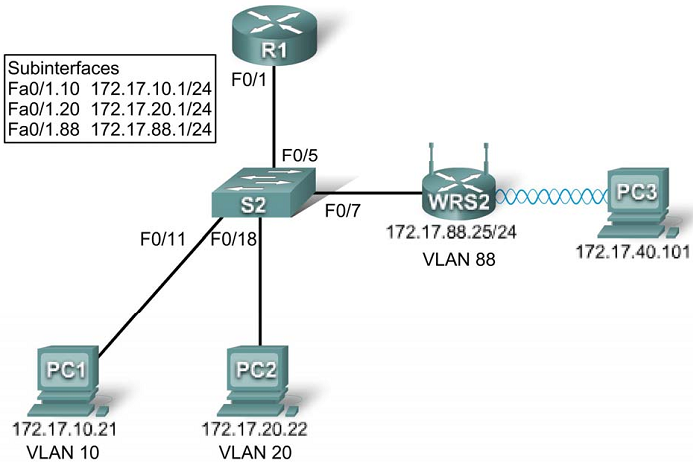 R1
F0/1
Subinterfaces
Fa0/1.10 172.17.10.1/24
Fa0/1.20 172.17.20.1/24
Fa0/1.88 172.17.88.1/24
F0/5
S2
F0/7
WRS2
172.17.88.25/24
VLAN 88
PC3
172.17.40.101
F0/11
F0/18
PC1
172.17.10.21
VLAN 10
PC2
172.17.20.22
VLAN 20